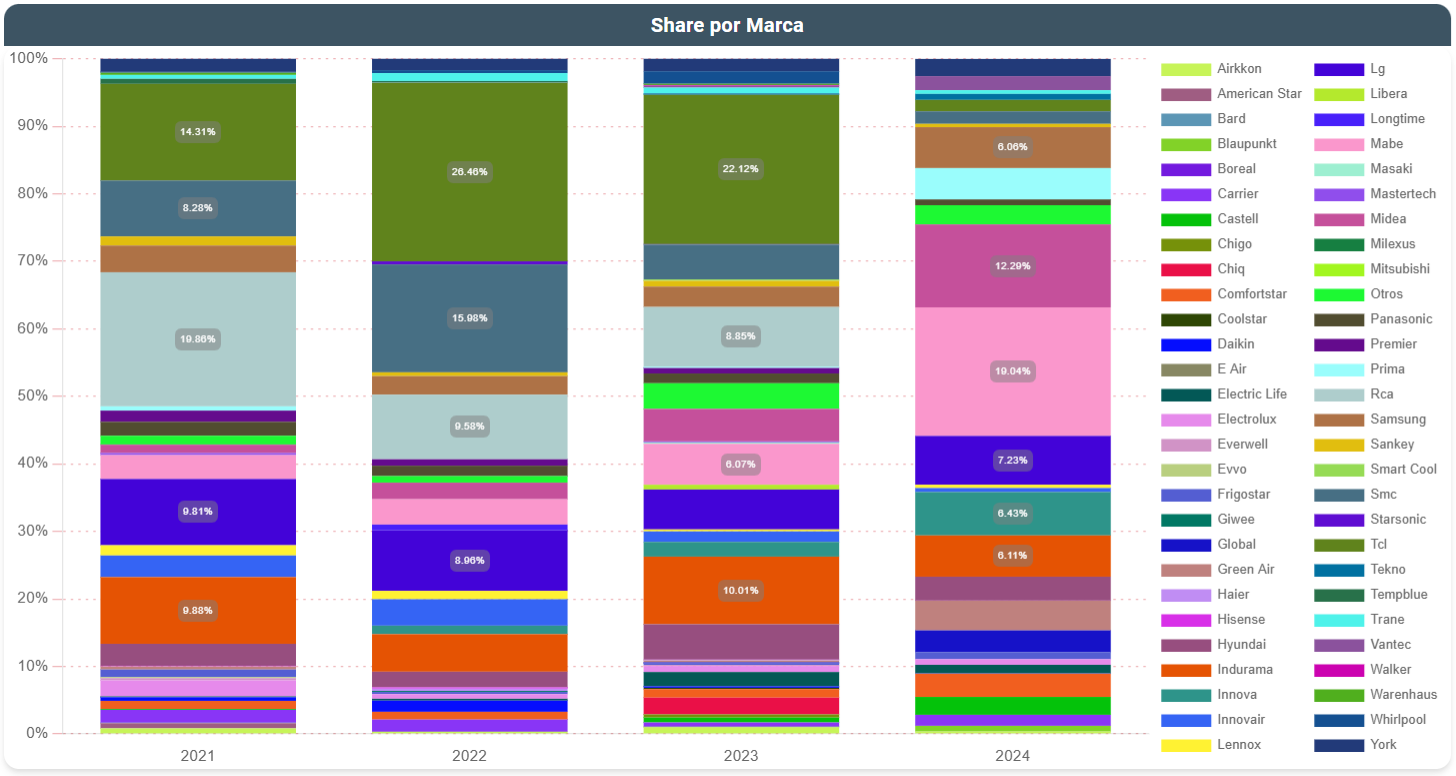 Share por Marca
100%
90%
80%
70%
60%
50%
40%
30%
20%
10%
0%
14.31%
8.28%
19.86%
9.81%
9.88%
26.46%
15.98%
9.58%
8.96%
22.12%
8.85%
6.07%
10.01%
6.06%
12.29%
19.04%
7.23%
6.43%
6.11%
2021
2022
2023
2024
Airkkon
American Star
Bard
Blaupunkt
Boreal
Carrier
Castell
Chigo
Chiq
Comfortstar
Coolstar
Daikin
E Air
Electric Life
Electrolux
Everwell
Evvo
Frigostar
Giwee
Global
Green Air
Haier
Hisense
Hyundai
Indurama
Innova
Innovair
Lennox
Lg
Libera
Longtime
Mabe
Masaki
Mastertech
Midea
Milexus
Mitsubishi
Otros
Panasonic
Premier
Prima
Rca
Samsung
Sankey
Smart Cool
Smc
Starsonic
Tcl
Tekno
Tempblue
Trane
Vantec
Walker
Warenhaus
Whirlpool
York